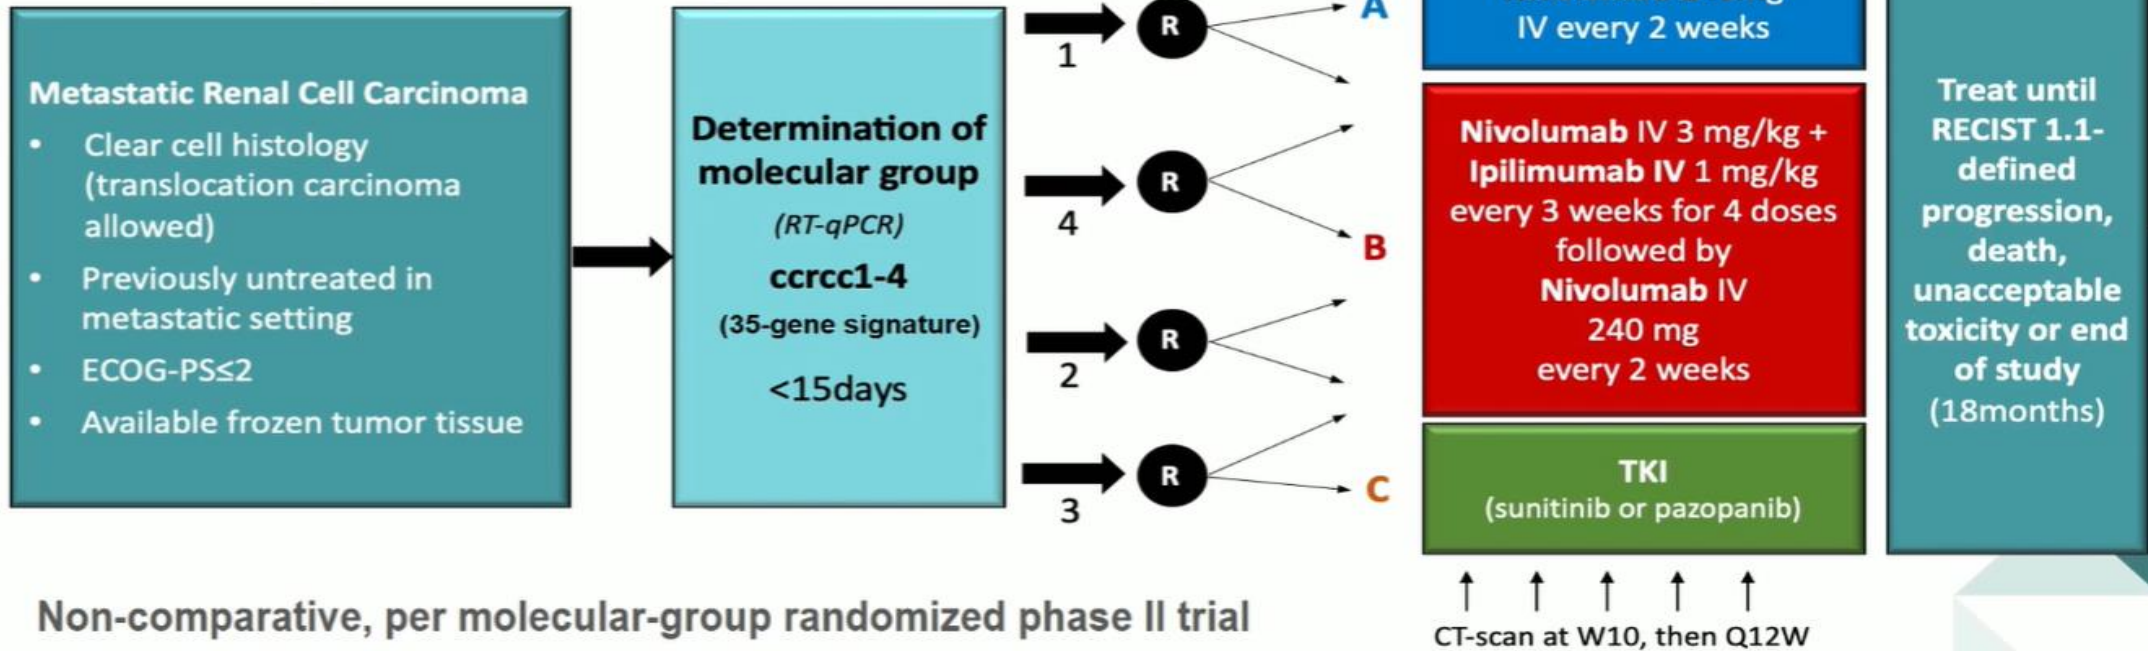 Metastatic Renal Cell Carcinoma
• Clear cell histology
(translocation carcinoma
allowed)
• Previously untreated in
metastatic setting
• ECOG-PS≤2
• Available frozen tumor tissue
Determination of
molecular group
(RT-qPCR)
ccrcc1-4
(35-gene signature)
<15days
1
R
4
R
2
R
3
R
A
B
C
IV every 2 weeks
Nivolumab IV 3 mg/kg +
Ipilimumab IV 1 mg/kg
every 3 weeks for 4 doses
followed by
Nivolumab IV
240 mg
every 2 weeks
TKI
(sunitinib or pazopanib)
CT-scan at W10, then Q12W
Treat until
RECIST 1.1-
defined
progression,
death,
unacceptable
toxicity or end
of study
(18months)
Non-comparative, per molecular-group randomized phase II trial